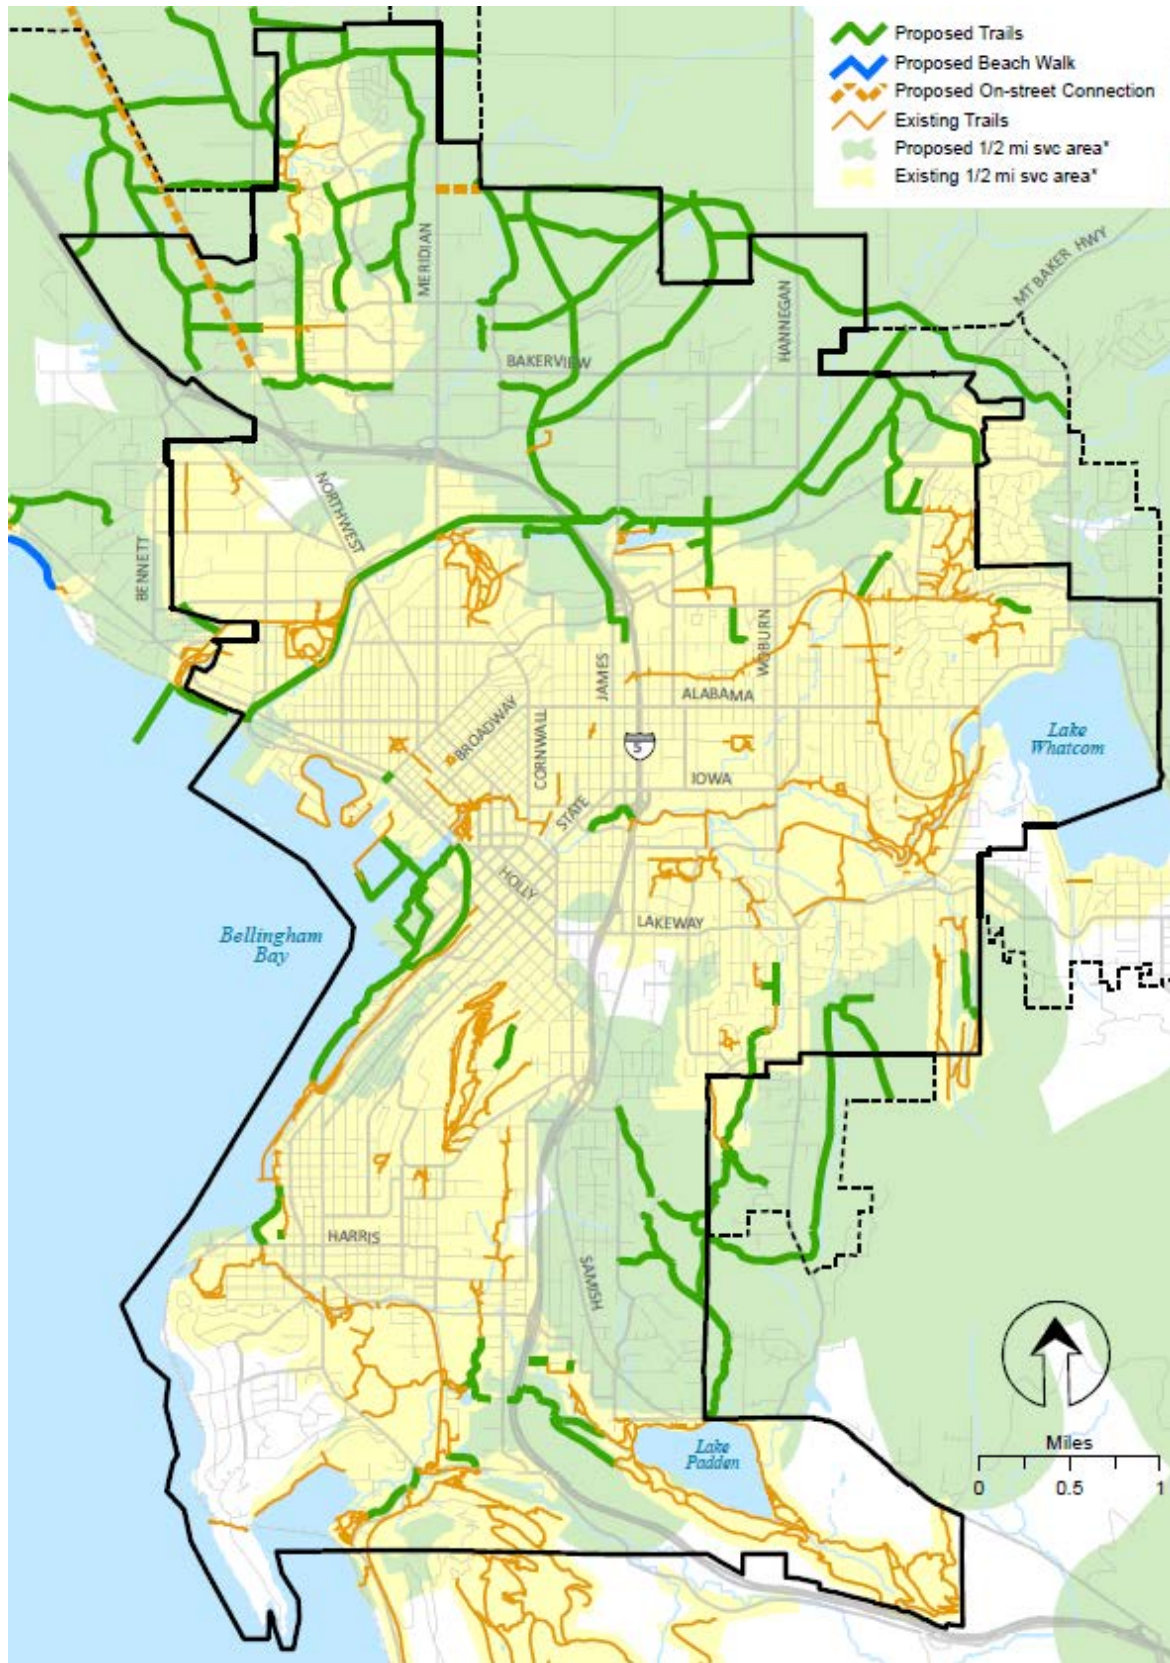 Proposed Trails
Proposed Beach Walk
Proposed On-street Connection
Existing Trails
Proposed 1/2 mi svc area*
Existing 1/2 mi svc area*
MT BAKER HWY
MERIDIAN
HANNEGAN
BAKERVIEW
NORTHWEST
BENNETT
WOBURN
JAMES
ALABAMA
BROADWAY
CORNWALL
5
Lake
Whatcom
IOWA
STATE
HOLLY
LAKEWAY
Bellingham
Bay
HARRIS
SAMISH
Lake
Padden
Miles
0 0.5 1